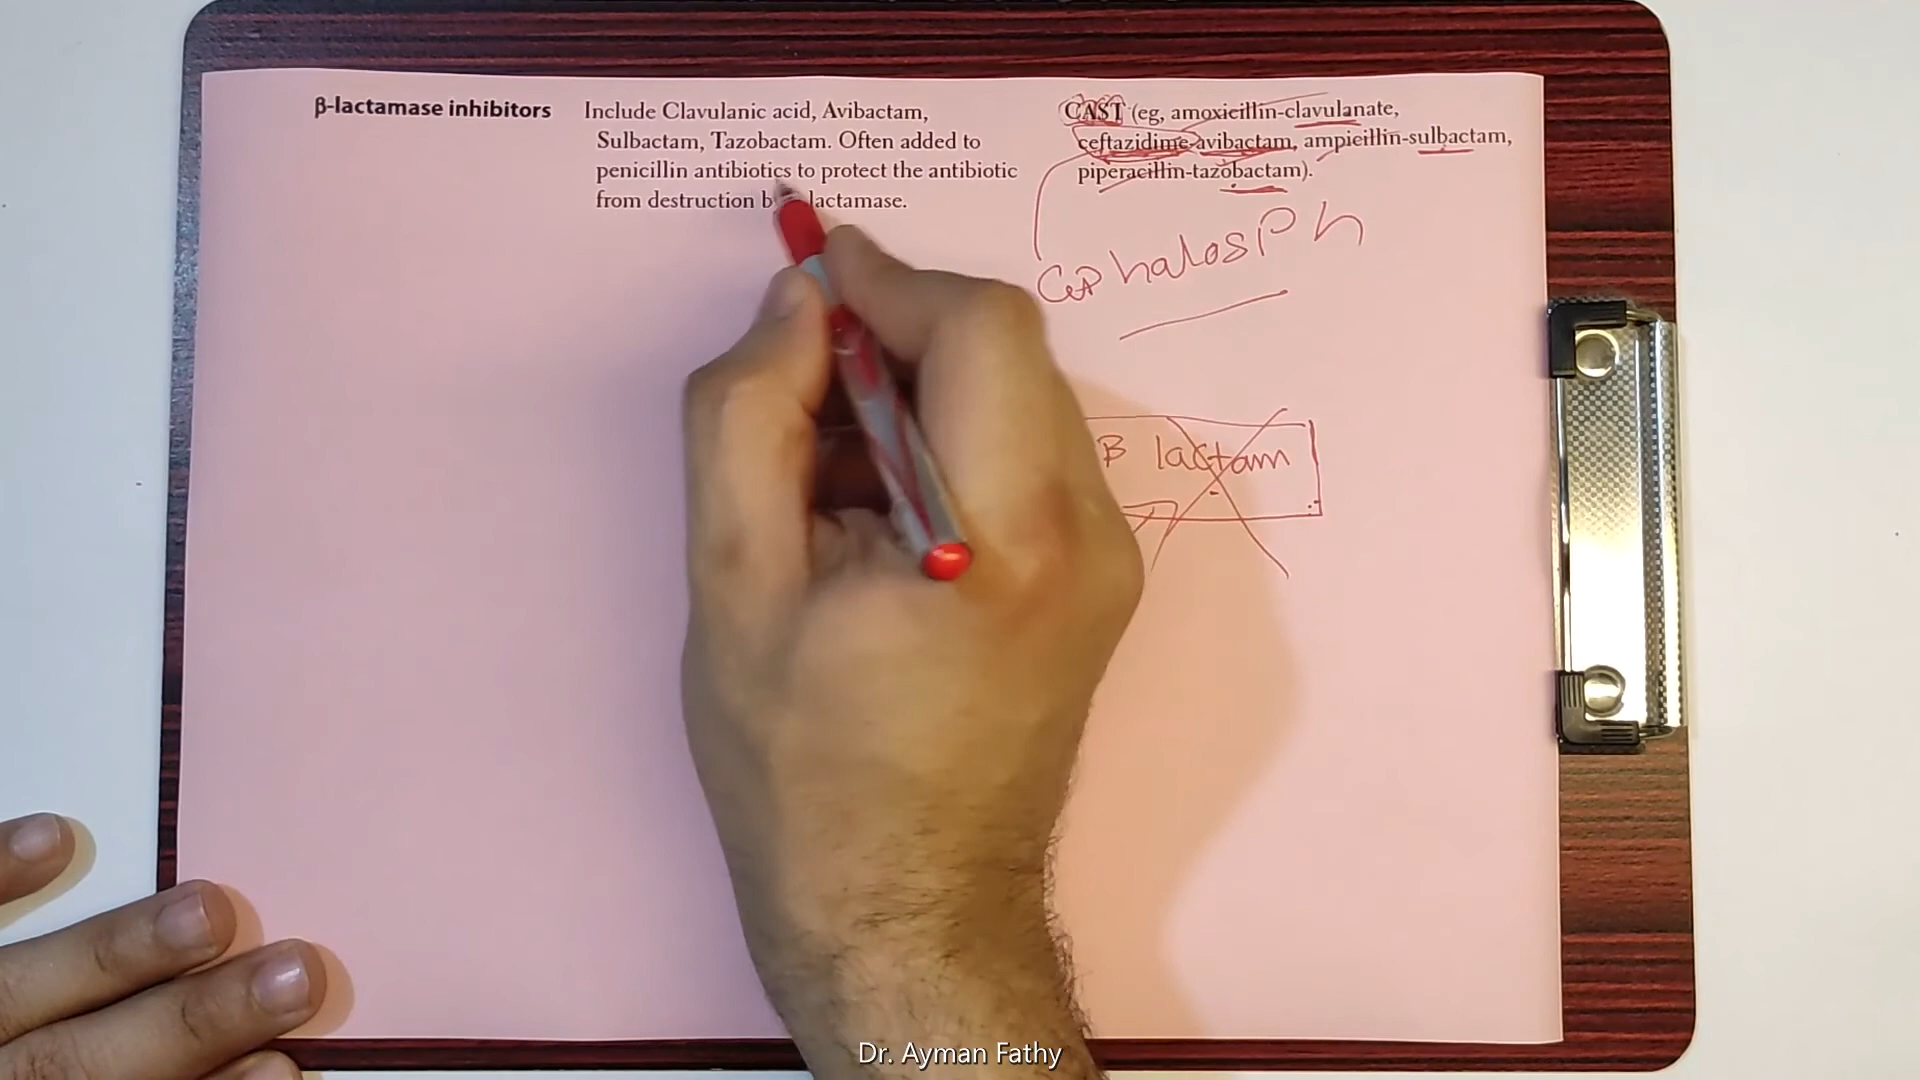 β-lactamase inhibitors
Include Clavulanic acid, Avibactam,
Sulbactam, Tazobactam. Often added to
penicillin antibiotics to protect the antibiotic
from destruction b lactamase.
CAST (eg, amoxicillin-clavulanate,
ceftazidime-avibactam, ampicillin-sulbactam,
piperacillin-tazobactam).
CePhalosPh
B lactam
Dr. Ayman Fathy